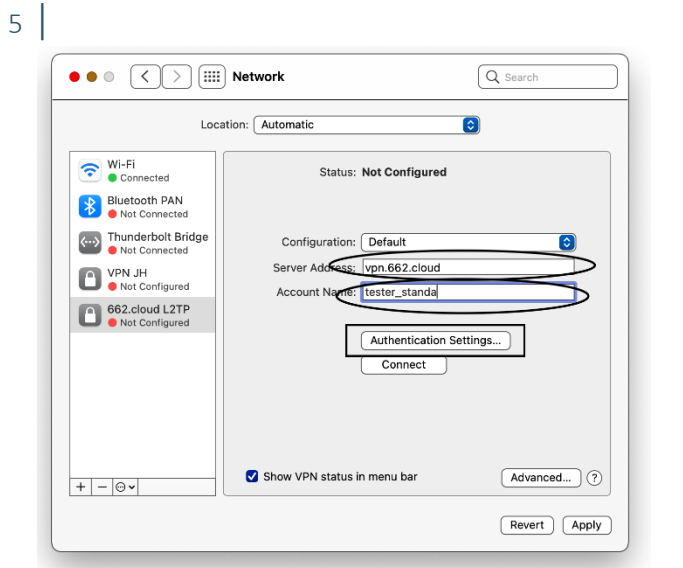 5
Network
Search
Location: Automatic
Wi-Fi
Connected
Bluetooth PAN
Not Connected
Thunderbolt Bridge
Not Connected
VPN JH
Not Configured
662.cloud L2TP
Not Configured
Status: Not Configured
Configuration: Default
Server Address: vpn.662.cloud
Account Name: tester_standa
Authentication Settings...
Connect
Show VPN status in menu bar
Advanced... ?
Revert Apply